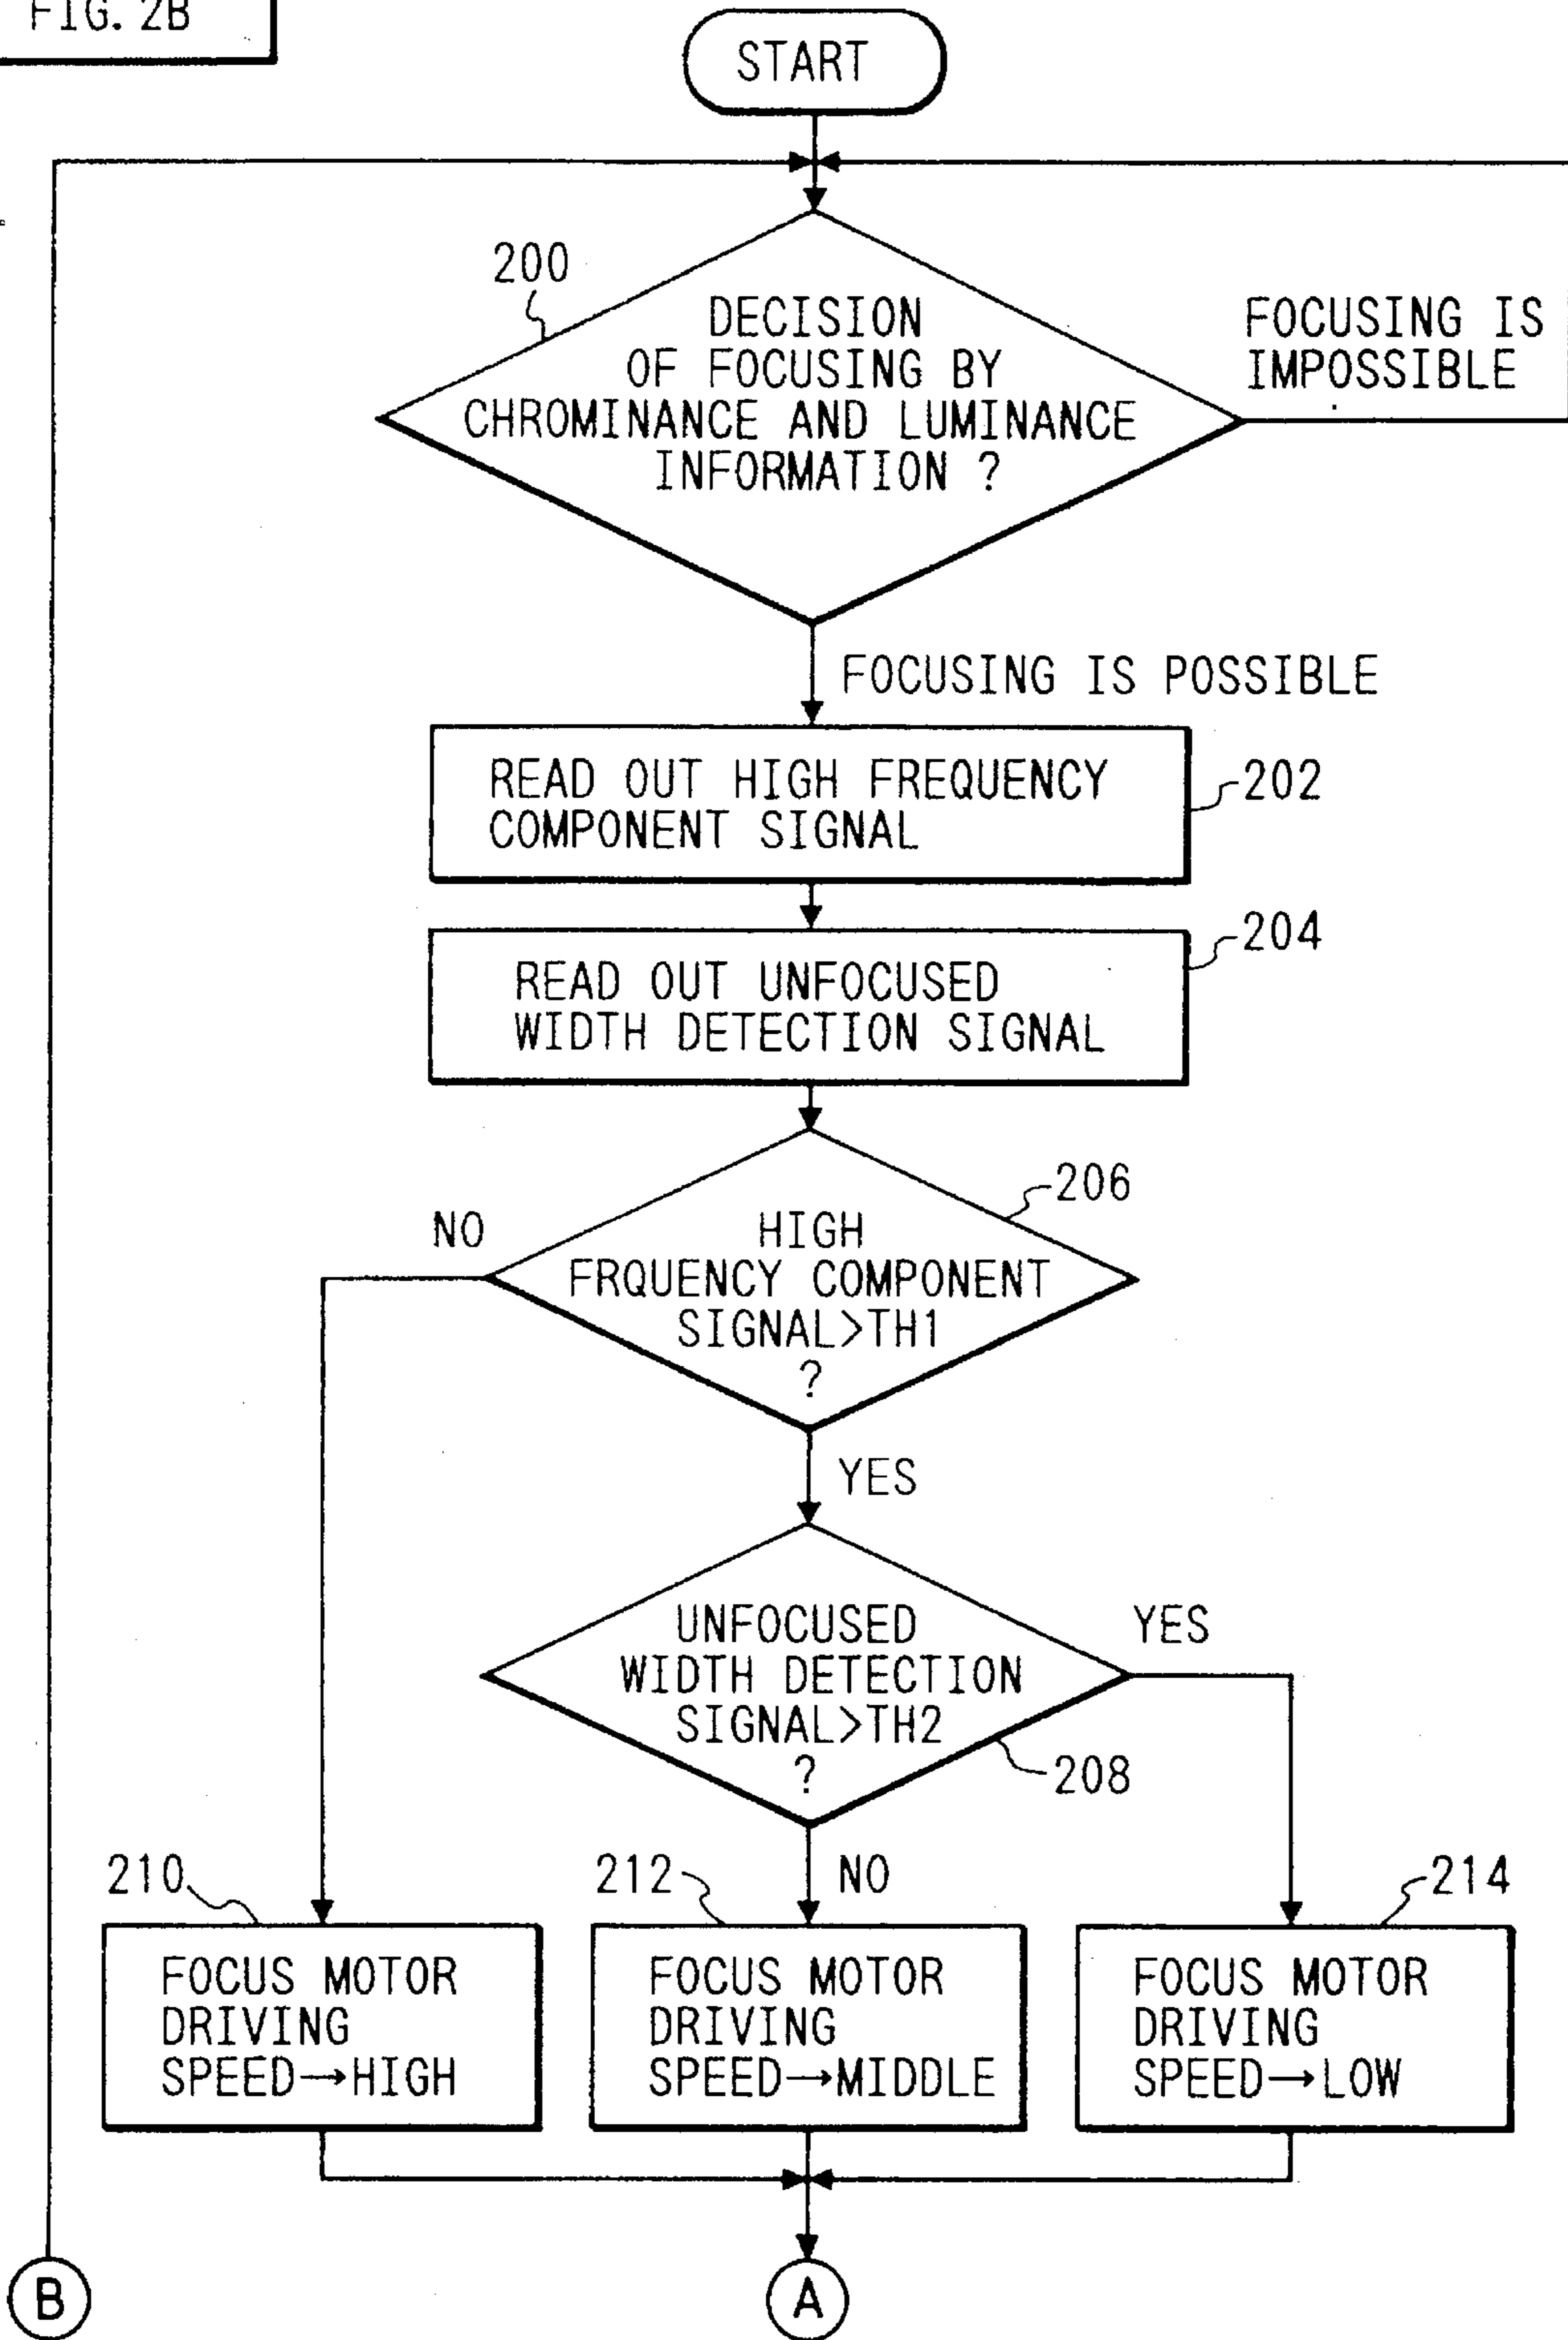 FIG. 2B
START
200
DECISION
OF FOCUSING BY
CHROMINANCE AND LUMINANCE
INFORMATION ?
FOCUSING IS
IMPOSSIBLE
FOCUSING IS POSSIBLE
READ OUT HIGH FREQUENCY
COMPONENT SIGNAL
202
READ OUT UNFOCUSED
WIDTH DETECTION SIGNAL
204
206
NO
HIGH
FRQUENCY COMPONENT
SIGNAL>TH1
?
YES
UNFOCUSED
WIDTH DETECTION
SIGNAL>TH2
?
YES
208
NO
210
FOCUS MOTOR
DRIVING
SPEED→HIGH
212
FOCUS MOTOR
DRIVING
SPEED→MIDDLE
214
FOCUS MOTOR
DRIVING
SPEED→LOW
B
A